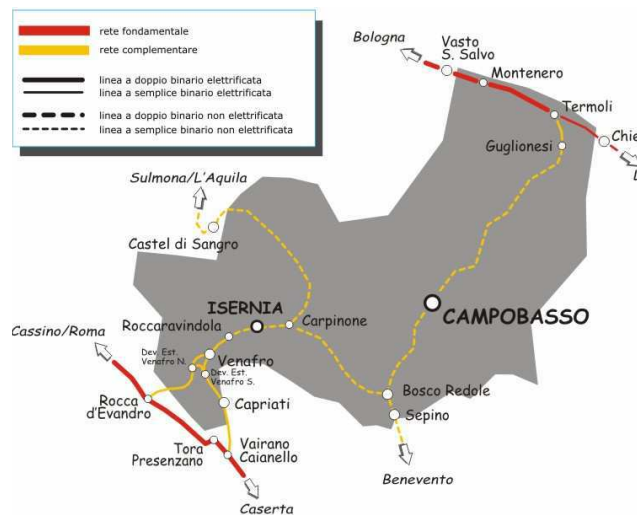 rete fondamentale
rete complementare
linea a doppio binario elettrificata
linea a semplice binario elettrificata
linea a doppio binario non elettrificata
linea a semplice binario non elettrificata
Bologna
Vasto
S. Salvo
Montenero
Termoli
Chie
Guglionesi
Sulmona/L'Aquila
Castel di Sangro
ISERNIA
CAMPOBASSO
Roccaravindola
Carpinone
Cassino/Roma
Dev. Est.
Venafro N.
Venafro
Dev. Est.
Venafro S.
Rocca
d'Evandro
Capriati
Bosco Redole
Sepino
Tora
Presenzano
Vairano
Caianello
Benevento
Caserta